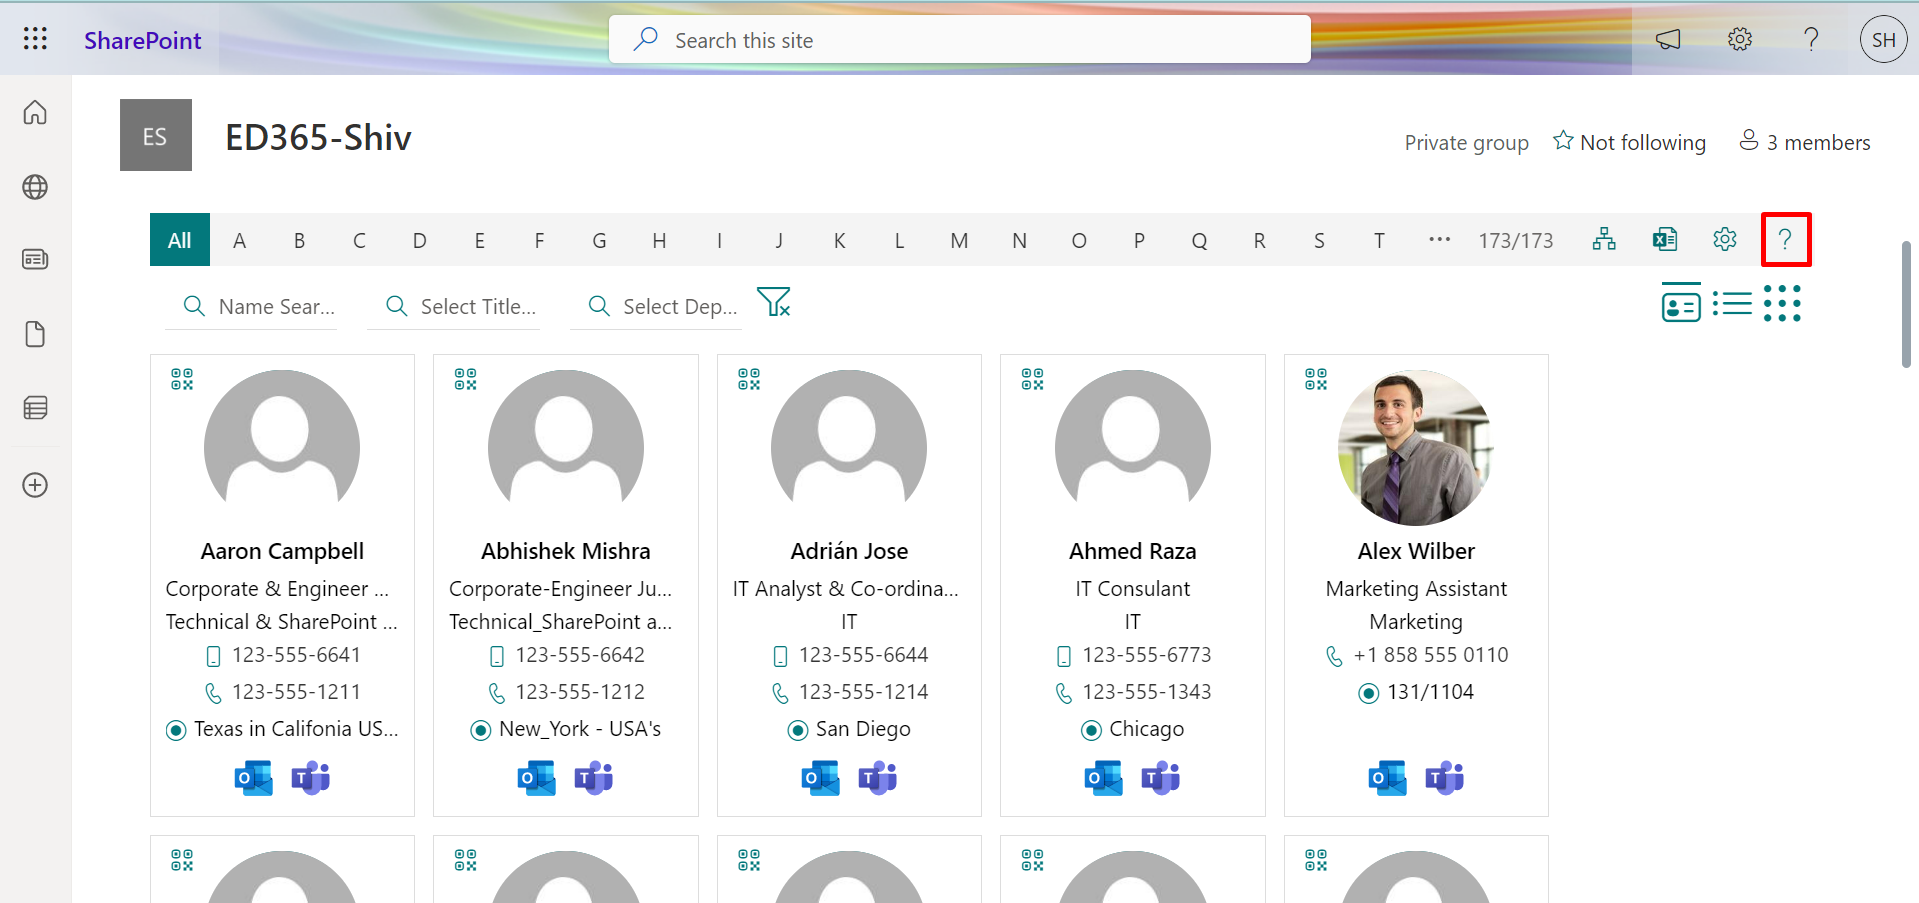 SharePoint
Search this site
SH
ES
ED365-Shiv
Private group
Not following
3 members
All A B C D E F G H I J K L M N O P Q R S T ... 173/173
?
Name Sear...
Select Title...
Select Dep...
Aaron Campbell
Corporate & Engineer ...
Technical & SharePoint ...
123-555-6641
123-555-1211
Texas in Califonia US...
Abhishek Mishra
Corporate-Engineer Ju...
Technical_SharePoint a...
123-555-6642
123-555-1212
New_York - USA's
Adrián Jose
IT Analyst & Co-ordina...
IT
123-555-6644
123-555-1214
San Diego
Ahmed Raza
IT Consulant
IT
123-555-6773
123-555-1343
Chicago
Alex Wilber
Marketing Assistant
Marketing
+1 858 555 0110
131/1104